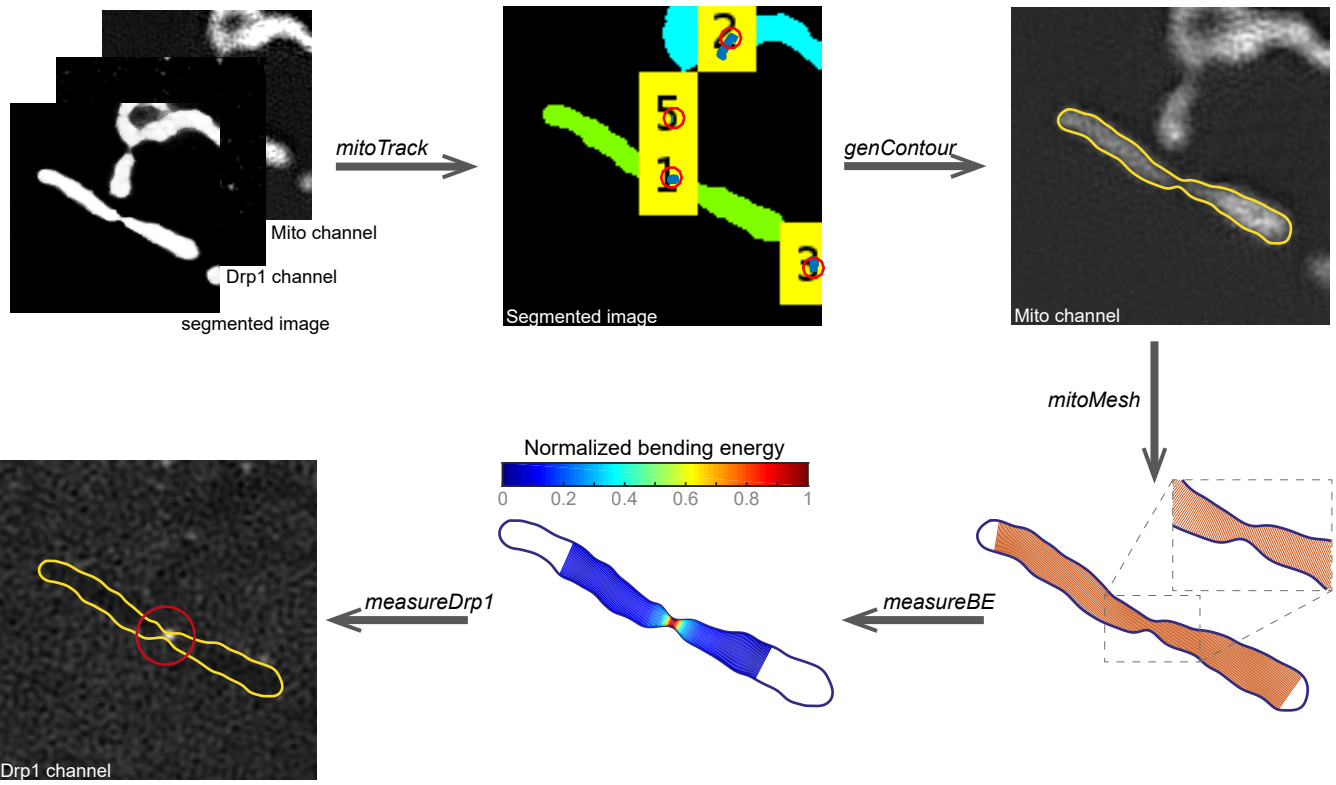 mitoTrack
Mito channel
Drp1 channel
segmented image
2
5
1
3
Segmented image
genContour
Mito channel
mitoMesh
Normalized bending energy
0 0.2 0.4 0.6 0.8 1
measureBE
measureDrp1
Drp1 channel